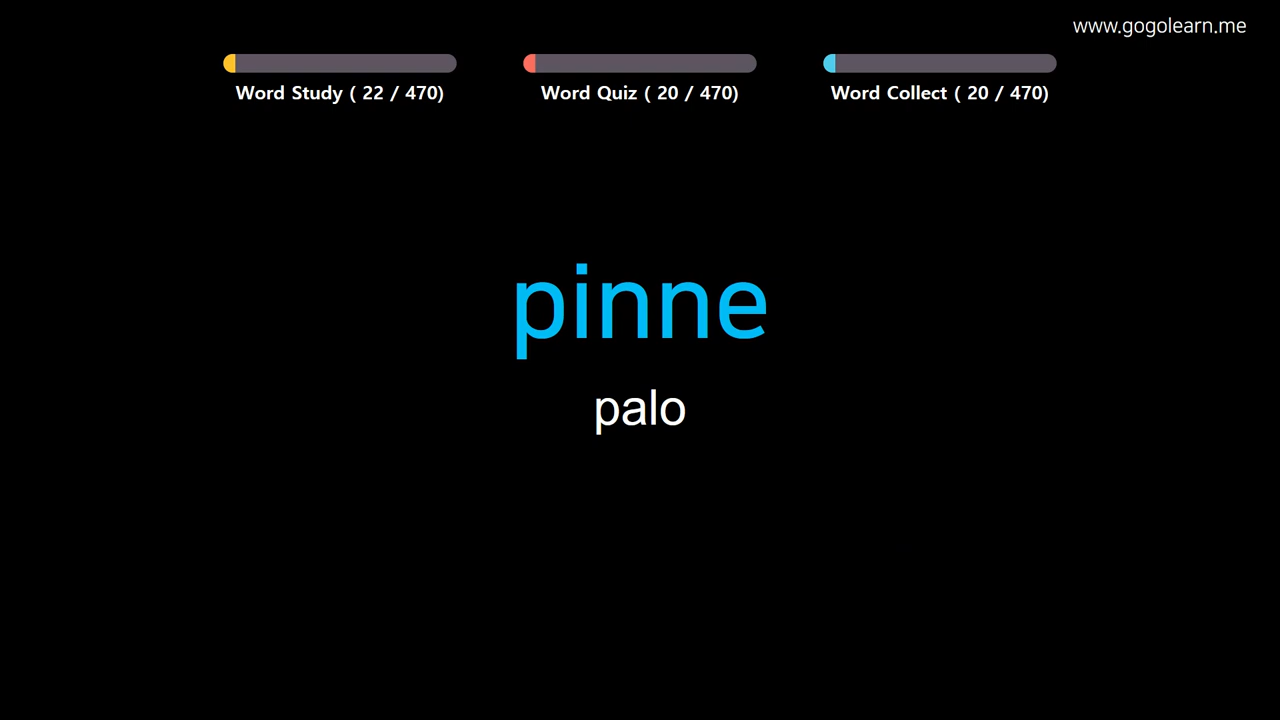 www.gogolearn.me
Word Study ( 22 / 470)
Word Quiz ( 20 / 470)
Word Collect ( 20 / 470)
pinne
palo